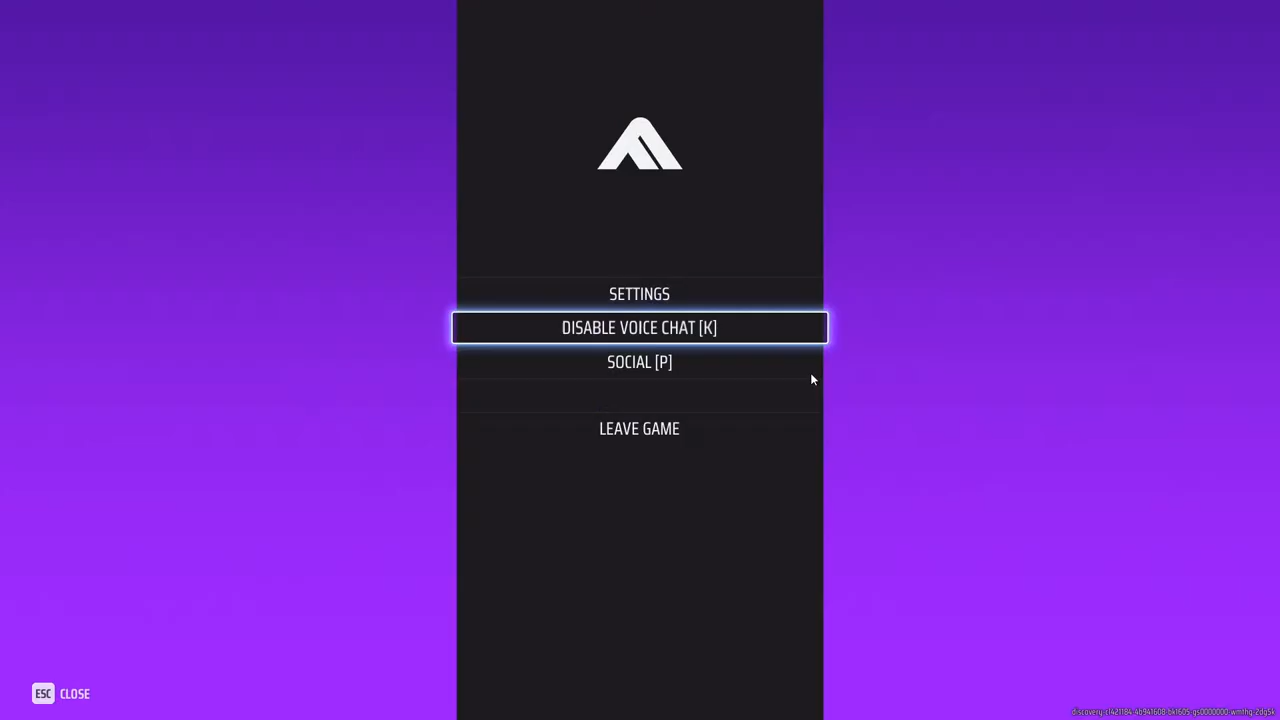 SETTINGS
DISABLE VOICE CHAT [K]
SOCIAL [P]
LEAVE GAME
ESC CLOSE